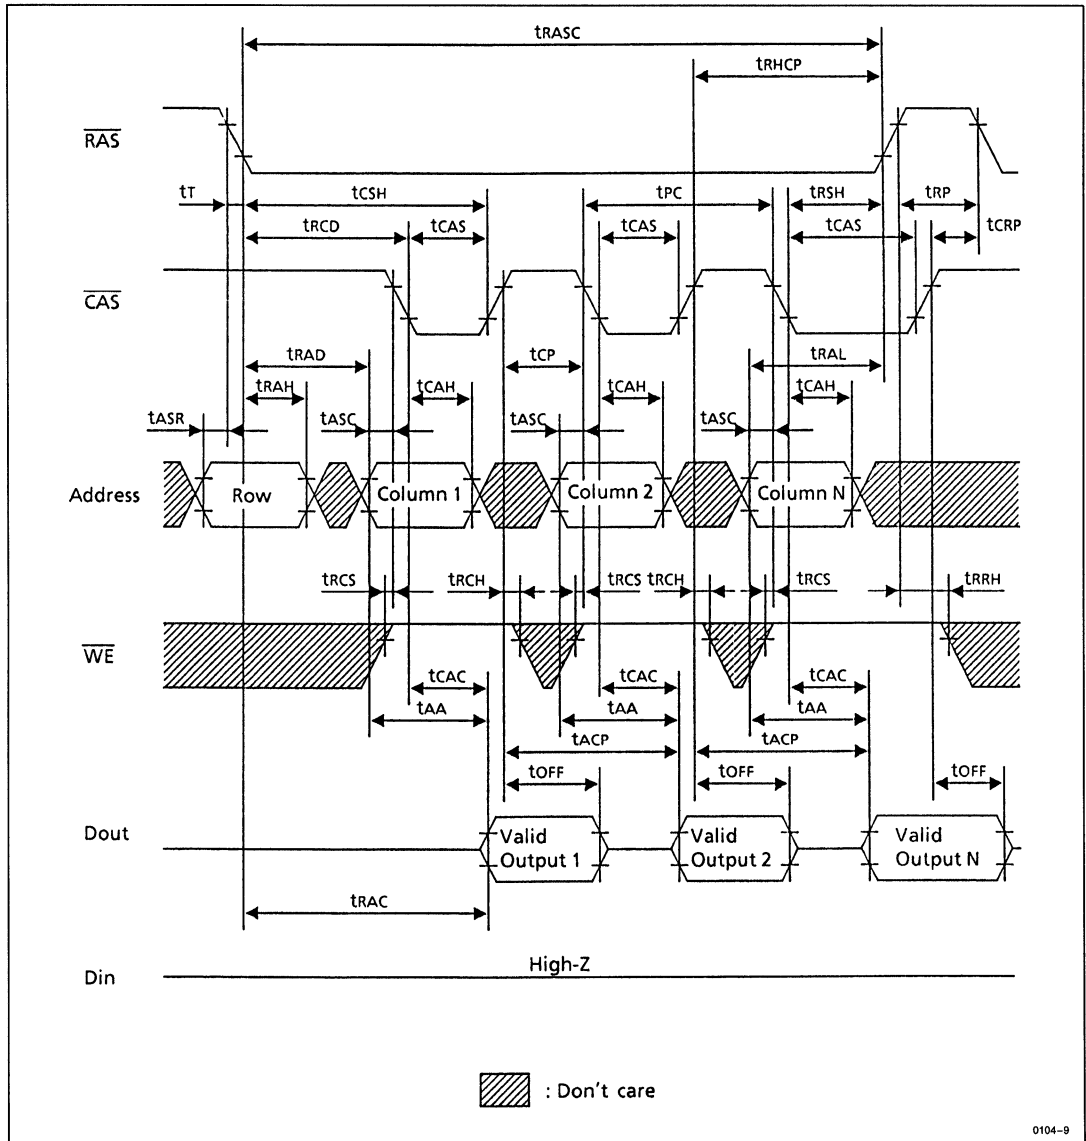 tRASC
tRHCP
RAS
tT tCSH tPC tRSH tRP
tRCD tCAS tCAS tCAS tCRP
CAS
tRAD tCP tRAL
tRAH tCAH tCAH tCAH
tASR tASC tASC tASC
Address Row Column 1 Column 2 Column N
tRCS tRCH tRCS tRCH tRCS tRRH
WE
tCAC tCAC tCAC
tAA tAA tAA
tACP tACP
tOFF tOFF tOFF
Dout Valid Output 1 Valid Output 2 Valid Output N
tRAC
High-Z
Din
: Don't care
0104-9